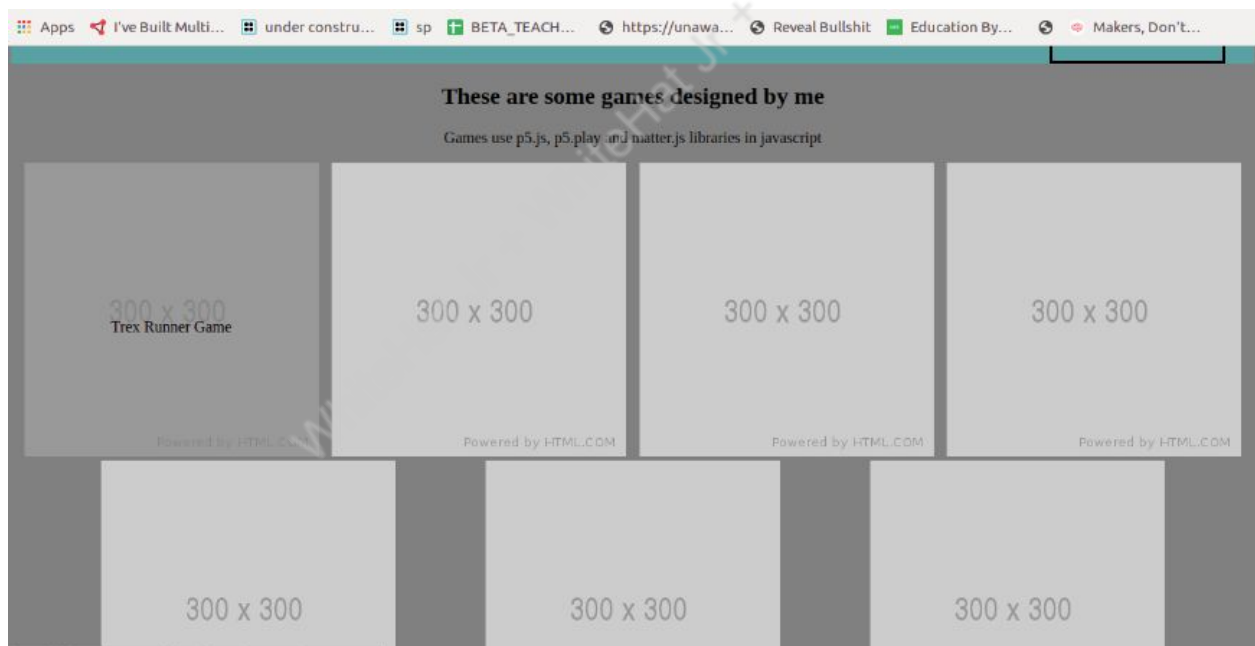 Apps I've Built Multi... under constru... sp BETA_TEACH... https://unawa... Reveal Bullshit Education By... Makers, Don't...
These are some games designed by me
Games use p5.js, p5.play and matter.js libraries in javascript
300 x 300 300 x 300 300 x 300 300 x 300
Trex Runner Game
Powered by HTML.COM Powered by HTML.COM Powered by HTML.COM Powered by HTML.COM
300 x 300 300 x 300 300 x 300
WhiteHat Jr